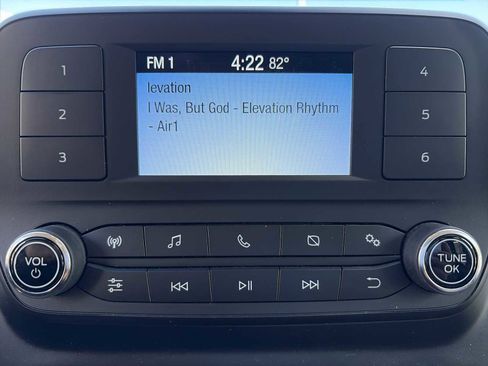 FM 1 4:22 82°
levation
I Was, But God - Elevation Rhythm
- Air1
1
2
3
4
5
6
VOL
TUNE
OK